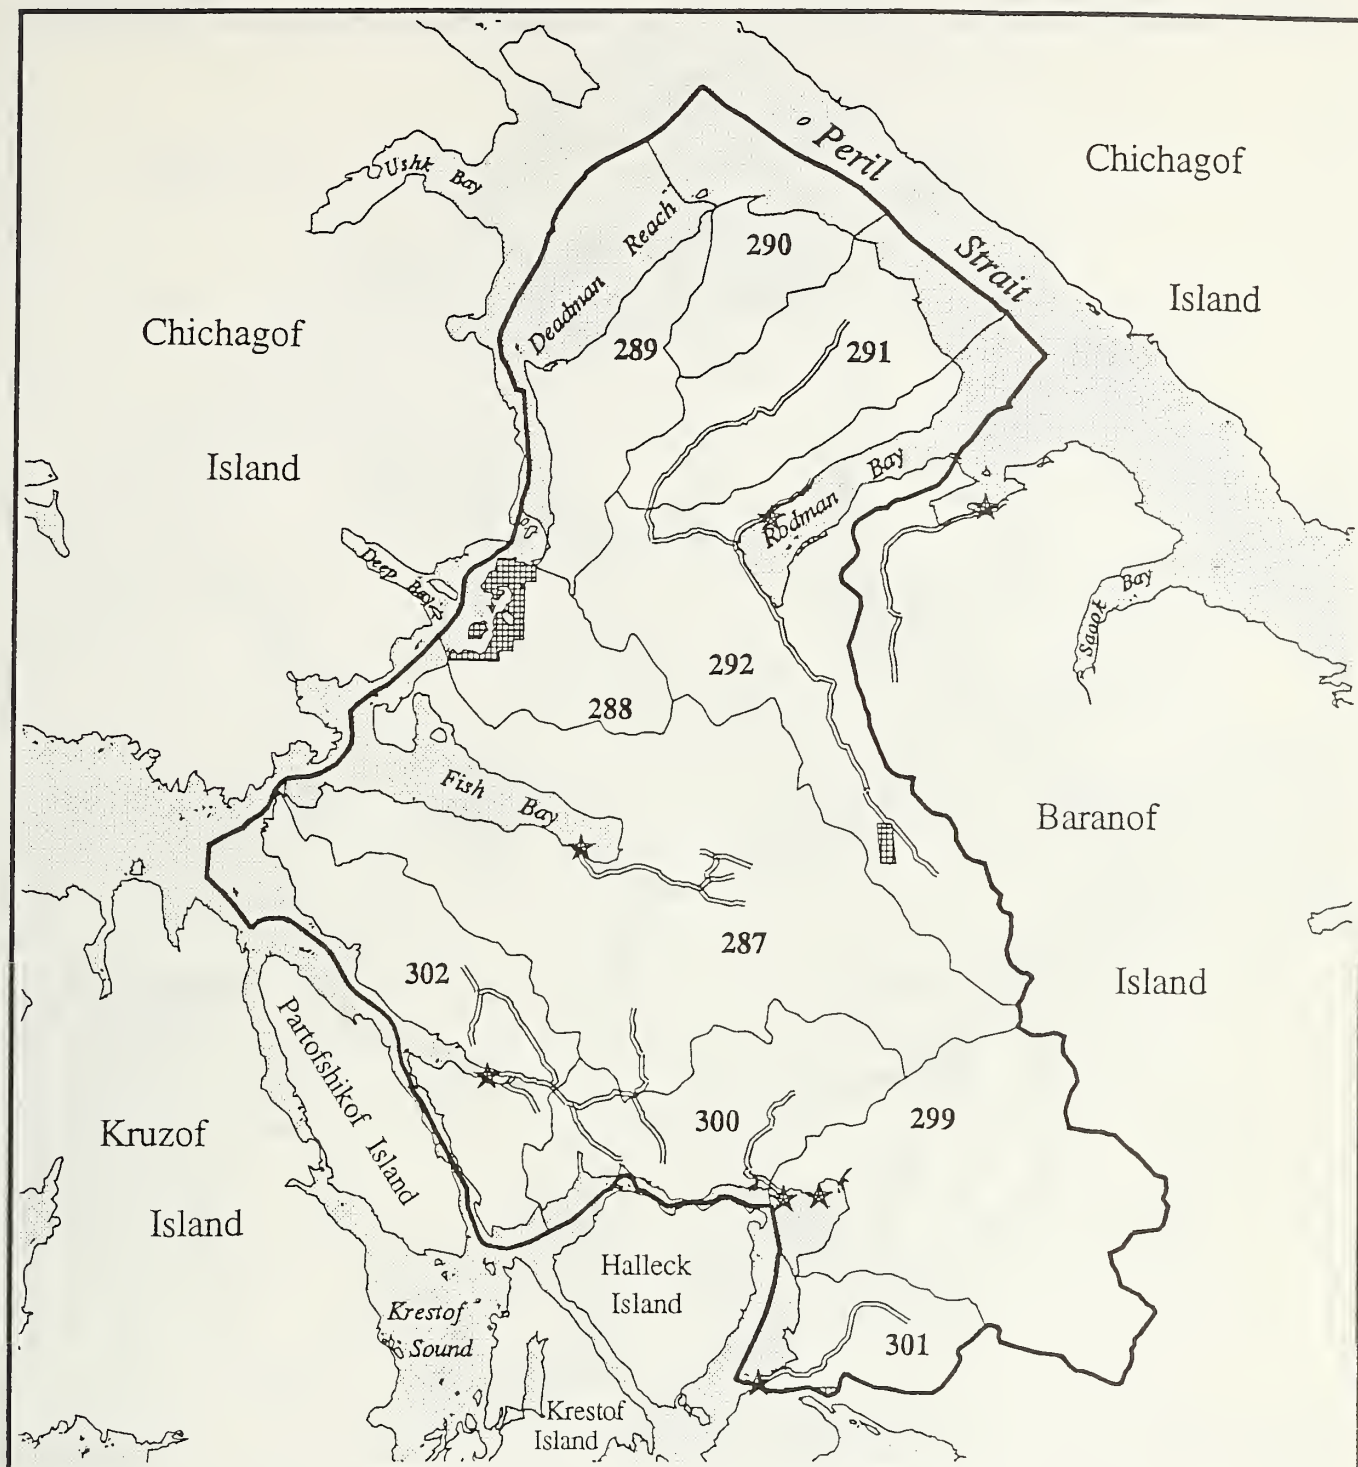 Peril
Strait
Chichagof
Island
Ushk Bay
Deadman Reach
290
289
291
Chichagof
Island
Rodman Bay
Deep Bay
Saook Bay
292
288
Fish Bay
Baranof
Island
287
302
Partofshikof Island
300
299
Kruzof
Island
Halleck
Island
Krestof
Sound
301
Krestof
Island